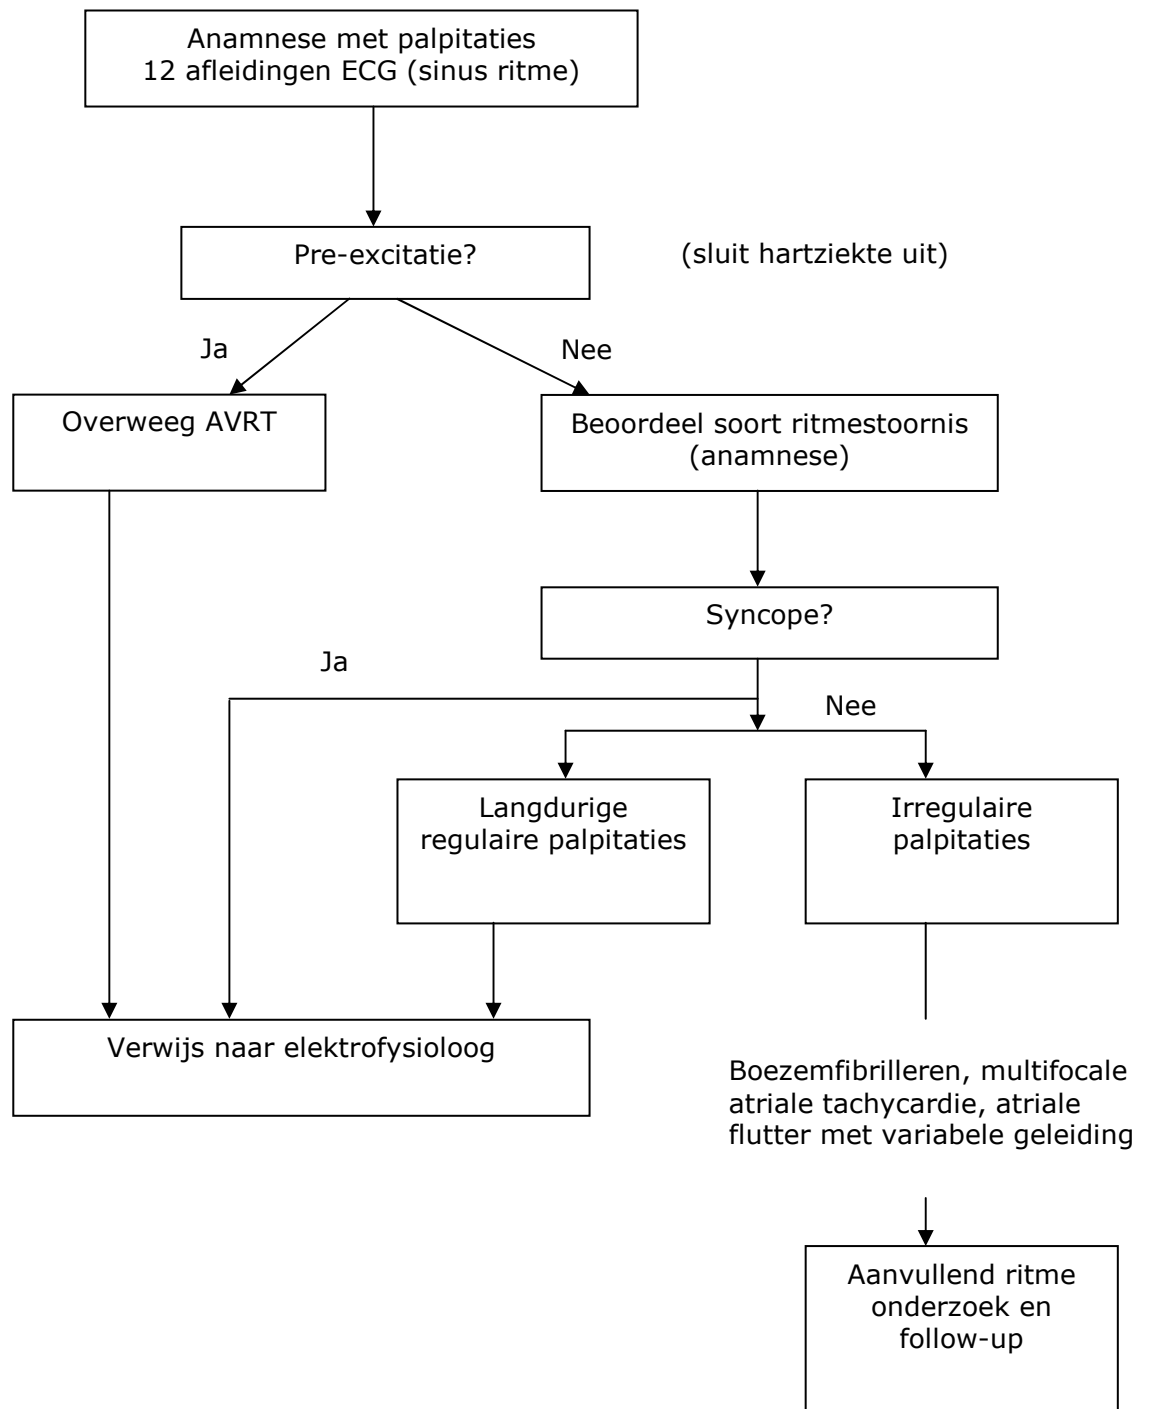 Anamnese met palpitaties
12 afleidingen ECG (sinus ritme)
Pre-excitatie?
(sluit hartziekte uit)
Ja
Nee
Overweeg AVRT
Beoordeel soort ritmestoornis
(anamnese)
Syncope?
Ja
Nee
Langdurige
regulaire palpitaties
Irregulaire
palpitaties
Verwijs naar elektrofysioloog
Boezemfibrilleren, multifocale
atriale tachycardie, atriale
flutter met variabele geleiding
Aanvullend ritme
onderzoek en
follow-up